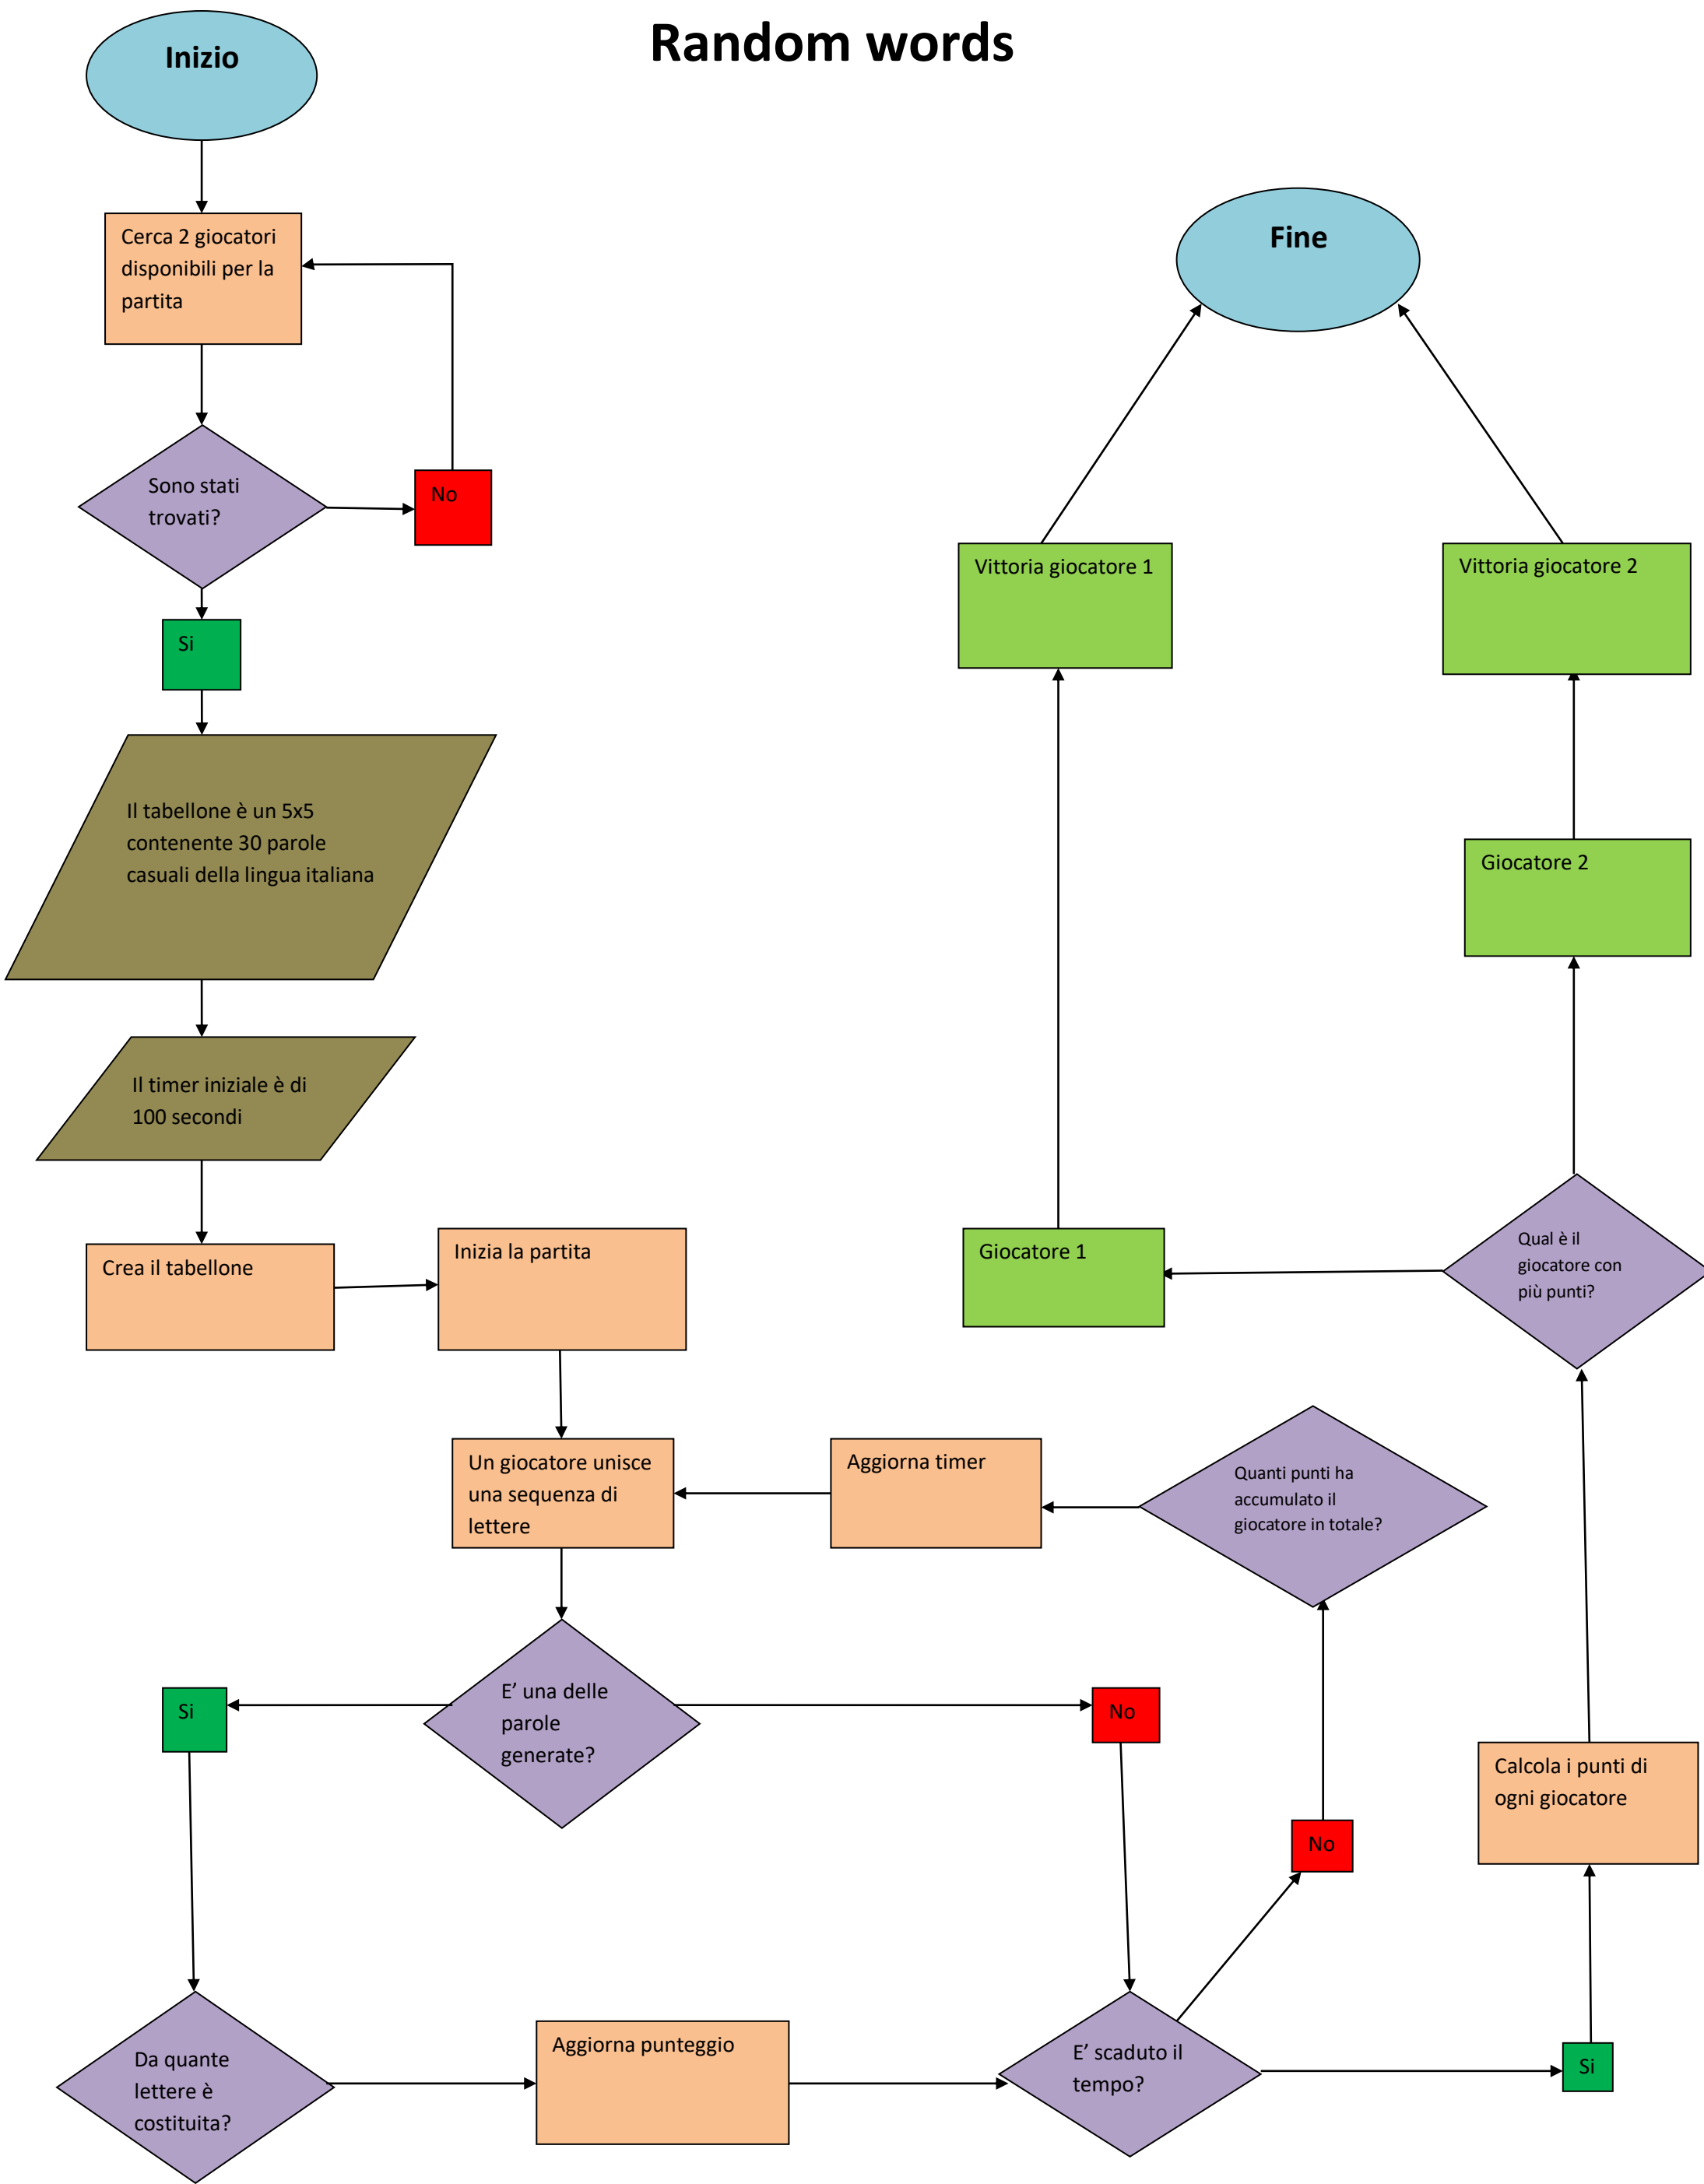 Random words
Inizio
Cerca 2 giocatori
disponibili per la
partita
Sono stati
trovati?
No
Si
Il tabellone è un 5x5
contenente 30 parole
casuali della lingua italiana
Il timer iniziale è di
100 secondi
Crea il tabellone
Inizia la partita
Un giocatore unisce
una sequenza di
lettere
E’ una delle
parole
generate?
Si
No
Da quante
lettere è
costituita?
Aggiorna punteggio
E’ scaduto il
tempo?
No
Quanti punti ha
accumulato il
giocatore in totale?
Aggiorna timer
Si
Calcola i punti di
ogni giocatore
Qual è il
giocatore con
più punti?
Giocatore 1
Giocatore 2
Vittoria giocatore 1
Vittoria giocatore 2
Fine